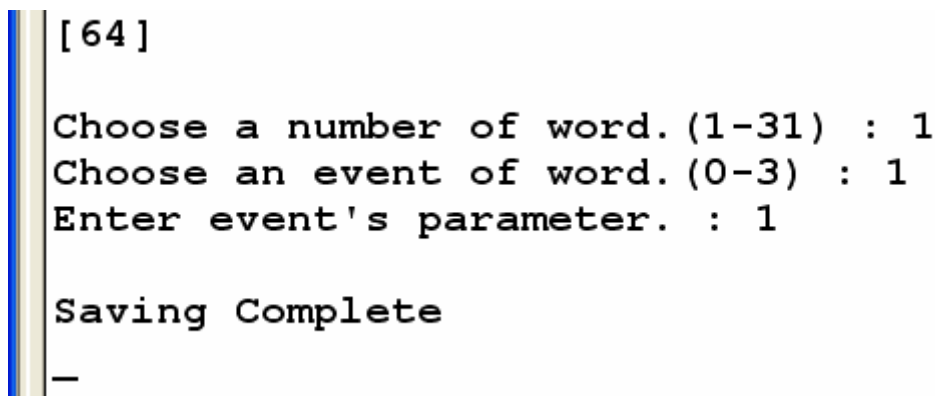 [64]
Choose a number of word.(1-31) : 1
Choose an event of word.(0-3) : 1
Enter event's parameter. : 1
Saving Complete
_